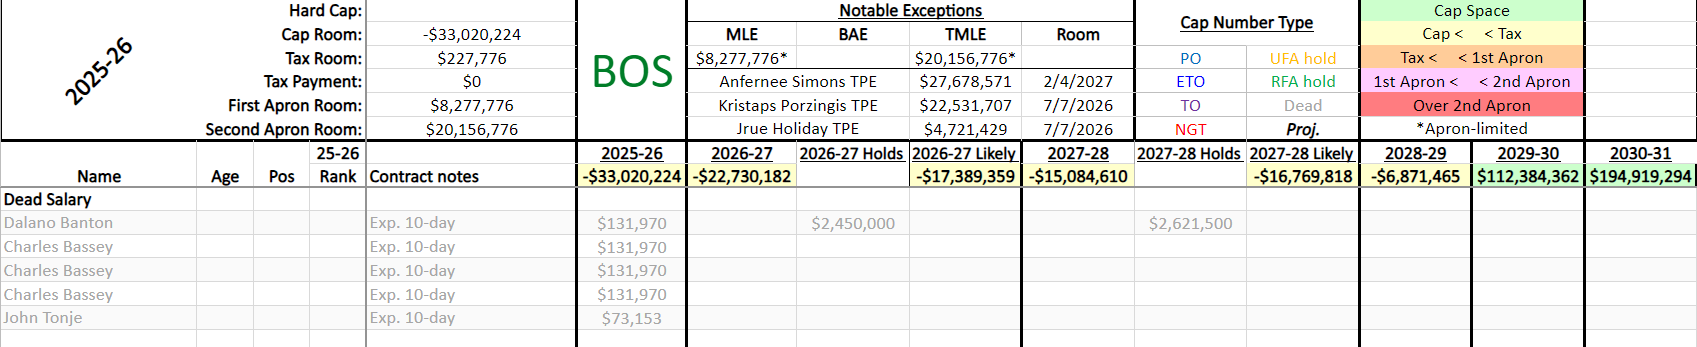 2025-26
Hard Cap:
Cap Room: -$33,020,224
Tax Room: $227,776
Tax Payment: $0
First Apron Room: $8,277,776
Second Apron Room: $20,156,776
BOS
Notable Exceptions
MLE BAE TMLE Room
$8,277,776* $20,156,776*
Anfernee Simons TPE $27,678,571 2/4/2027
Kristaps Porzingis TPE $22,531,707 7/7/2026
Jrue Holiday TPE $4,721,429 7/7/2026
Cap Number Type
PO UFA hold
ETO RFA hold
TO Dead
NGT Proj.
Cap Space
Cap < < Tax
Tax < < 1st Apron
1st Apron < < 2nd Apron
Over 2nd Apron
*Apron-limited
Name Age Pos 25-26 Rank Contract notes 2025-26 2026-27 2026-27 Holds 2026-27 Likely 2027-28 2027-28 Holds 2027-28 Likely 2028-29 2029-30 2030-31
-$33,020,224 -$22,730,182 -$17,389,359 -$15,084,610 -$16,769,818 -$6,871,465 $112,384,362 $194,919,294
Dead Salary
Dalano Banton Exp. 10-day $131,970 $2,450,000 $2,621,500
Charles Bassey Exp. 10-day $131,970
Charles Bassey Exp. 10-day $131,970
Charles Bassey Exp. 10-day $131,970
John Tonje Exp. 10-day $73,153